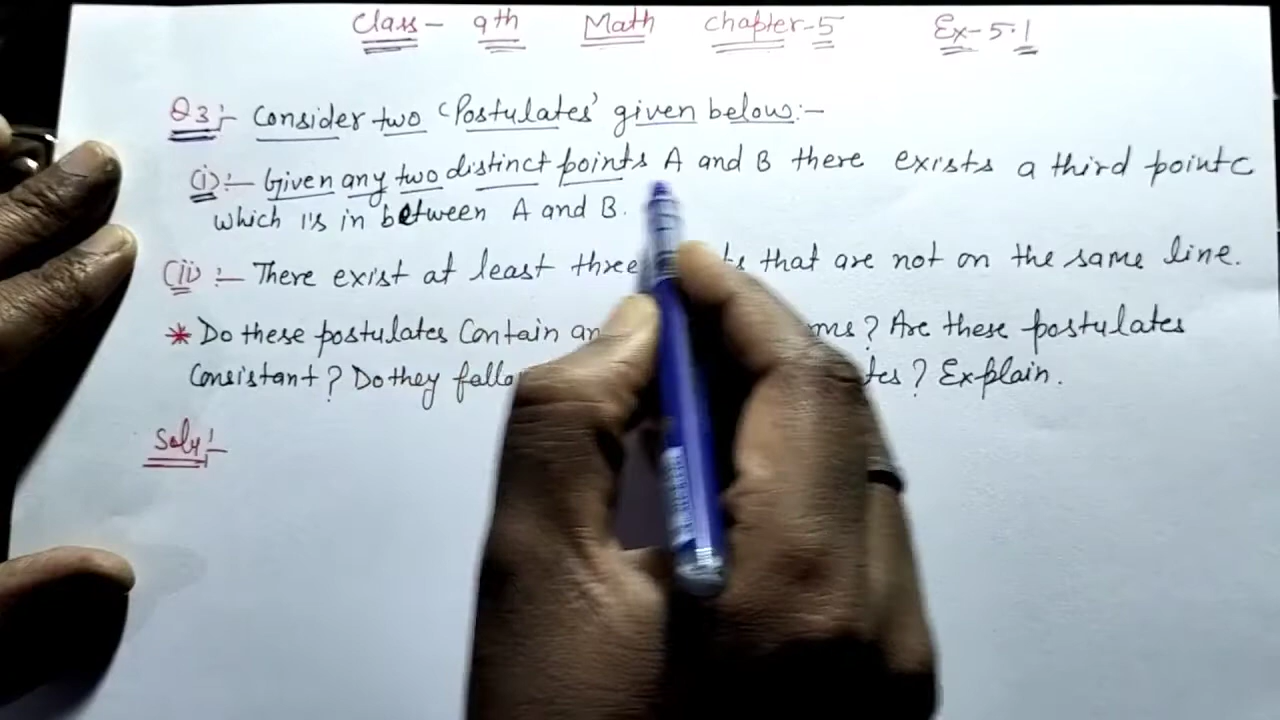 Class- 9th Math Chapter-5 Ex-5.1
Q3:- Consider two 'Postulates' given below:-
(i):- Given any two distinct points A and B there exists a third point C
which is in between A and B.
(ii):- There exist at least three that are not on the same line.
* Do these postulates Contain ? Are these postulates
Consistant? Do they ? Explain.
Soln:-